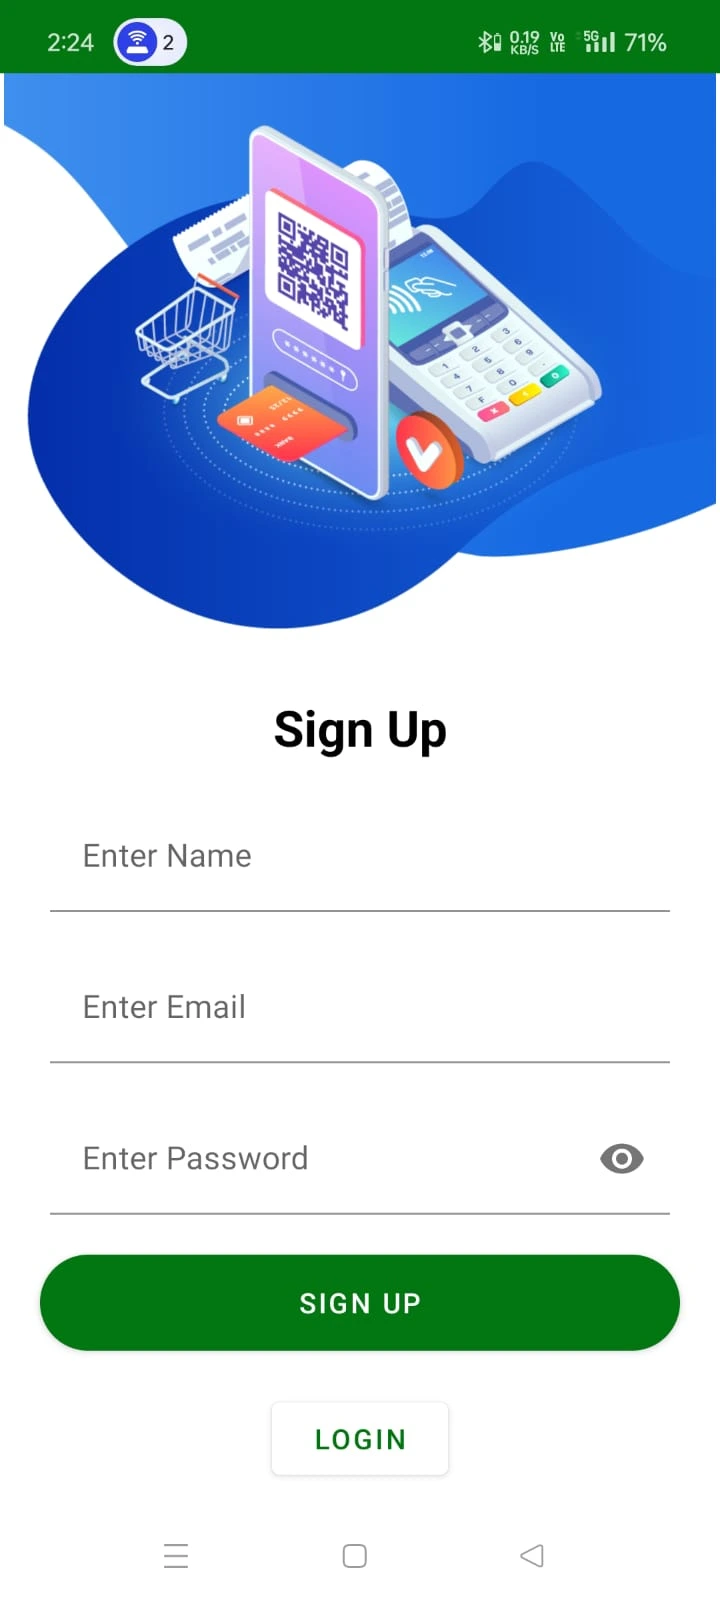 2:24 2 0.19 KB/S Vo LTE 5G 71%
Sign Up
Enter Name
Enter Email
Enter Password
SIGN UP
LOGIN